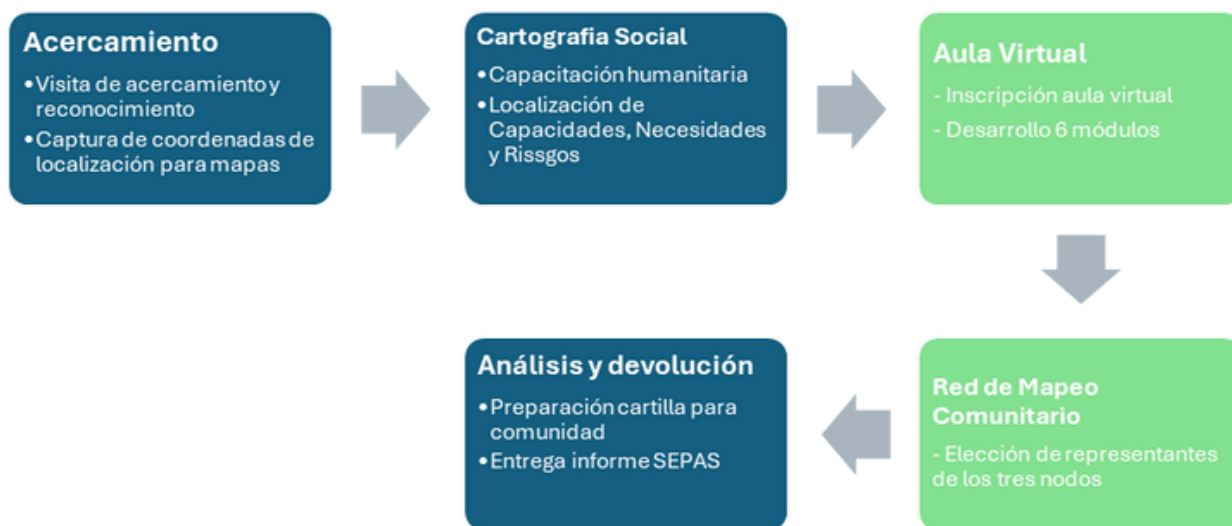 Acercamiento
•Visita de acercamiento y
reconocimiento
•Captura de coordenadas de
localización para mapas
Cartografia Social
•Capacitación humanitaria
•Localización de
Capacidades, Necesidades
y Rissgos
Aula Virtual
- Inscripción aula virtual
- Desarrollo 6 módulos
Red de Mapeo
Comunitario
- Elección de representantes
de los tres nodos
Análisis y devolución
•Preparación cartilla para
comunidad
•Entrega informe SEPAS